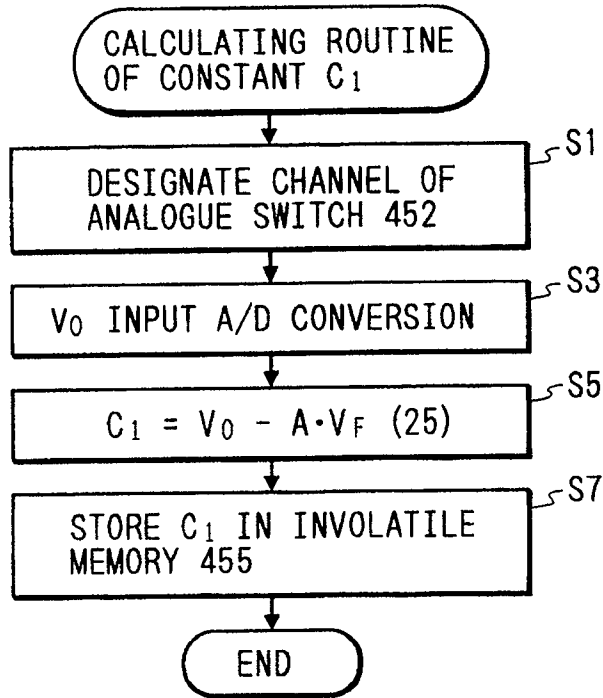 CALCULATING ROUTINE
OF CONSTANT C1
S1
DESIGNATE CHANNEL OF
ANALOGUE SWITCH 452
S3
V0 INPUT A/D CONVERSION
S5
C1 = V0 - A·VF (25)
S7
STORE C1 IN INVOLATILE
MEMORY 455
END